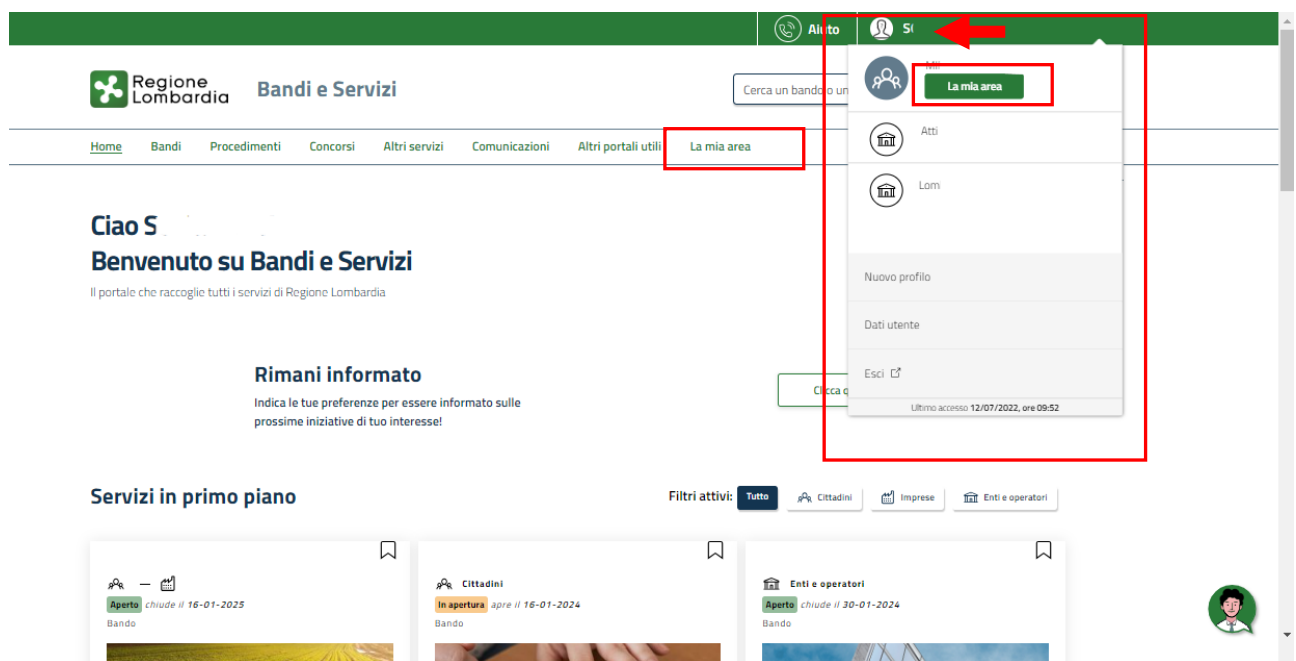 Aiuto
Regione
Lombardia
Bandi e Servizi
Cerca un bando o un
La mia area
Atti
Lom
Nuovo profilo
Dati utente
Esci
Ultimo accesso 12/07/2022, ore 09:52
Home Bandi Procedimenti Concorsi Altri servizi Comunicazioni Altri portali utili La mia area
Ciao S
Benvenuto su Bandi e Servizi
Il portale che raccoglie tutti i servizi di Regione Lombardia
Rimani informato
Indica le tue preferenze per essere informato sulle
prossime iniziative di tuo interesse!
Clicca q
Servizi in primo piano
Filtri attivi: Tutto Cittadini Imprese Enti e operatori
Aperto chiude il 16-01-2025
Bando
Cittadini
In apertura apre il 16-01-2024
Bando
Enti e operatori
Aperto chiude il 30-01-2024
Bando